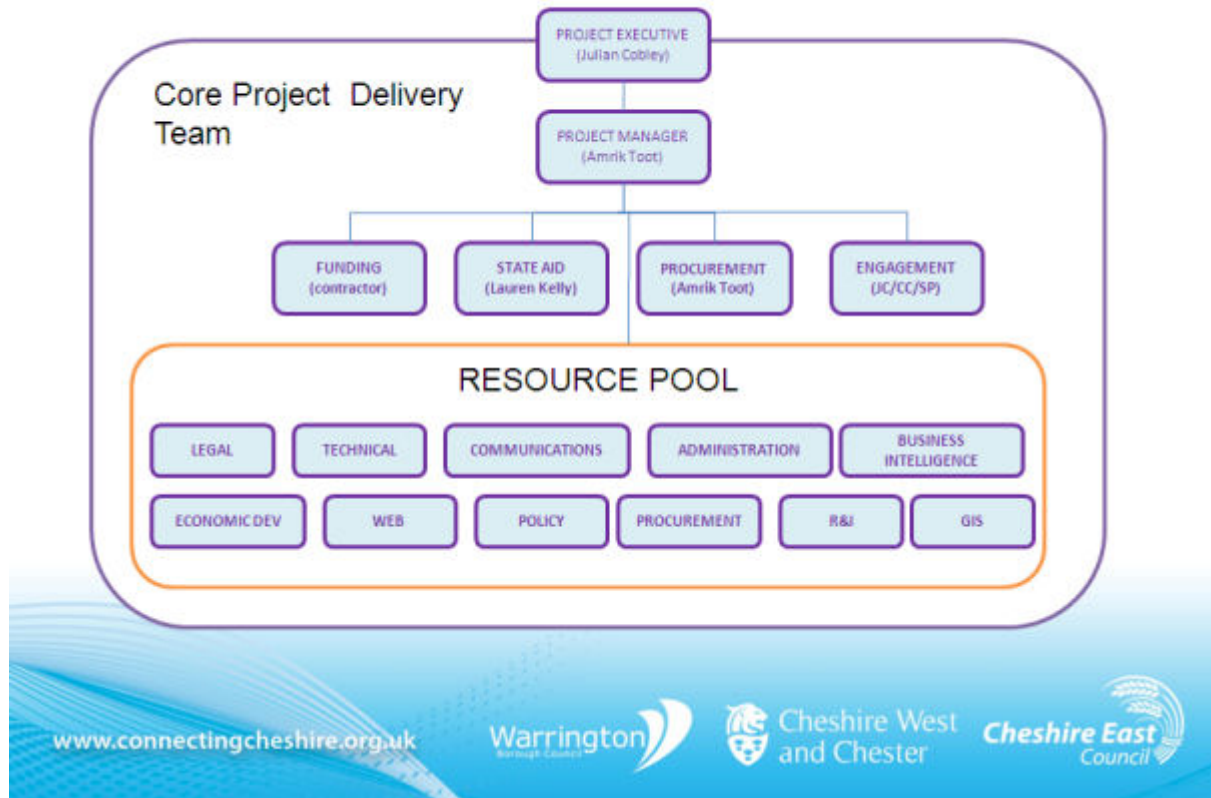 PROJECT EXECUTIVE
(Julian Cobley)
Core Project Delivery
Team
PROJECT MANAGER
(Amrik Toot)
FUNDING
(contractor)
STATE AID
(Lauren Kelly)
PROCUREMENT
(Amrik Toot)
ENGAGEMENT
(JC/CC/SP)
RESOURCE POOL
LEGAL
TECHNICAL
COMMUNICATIONS
ADMINISTRATION
BUSINESS
INTELLIGENCE
ECONOMIC DEV
WEB
POLICY
PROCUREMENT
R&I
GIS
www.connectingcheshire.org.uk
Warrington
Borough Council
Cheshire West
and Chester
Cheshire East
Council